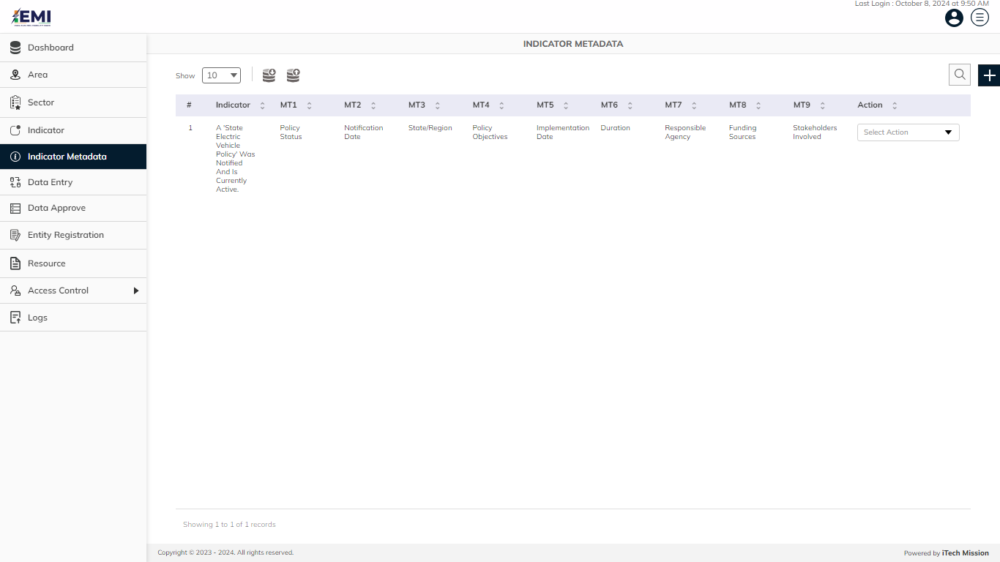 Last Login : October 8, 2024 at 9:50 AM
IEMI
Dashboard
Area
Sector
Indicator
Indicator Metadata
Data Entry
Data Approve
Entity Registration
Resource
Access Control
Logs
INDICATOR METADATA
Show 10
# Indicator MT1 MT2 MT3 MT4 MT5 MT6 MT7 MT8 MT9 Action
1 A 'State Policy Notification State/Region Policy Implementation Duration Responsible Funding Stakeholders Select Action
Electric Status Date Objectives Date Agency Sources Involved
Vehicle
Policy' Was
Notified
And Is
Currently
Active.
Showing 1 to 1 of 1 records
Copyright © 2023 - 2024. All rights reserved. Powered by iTech Mission